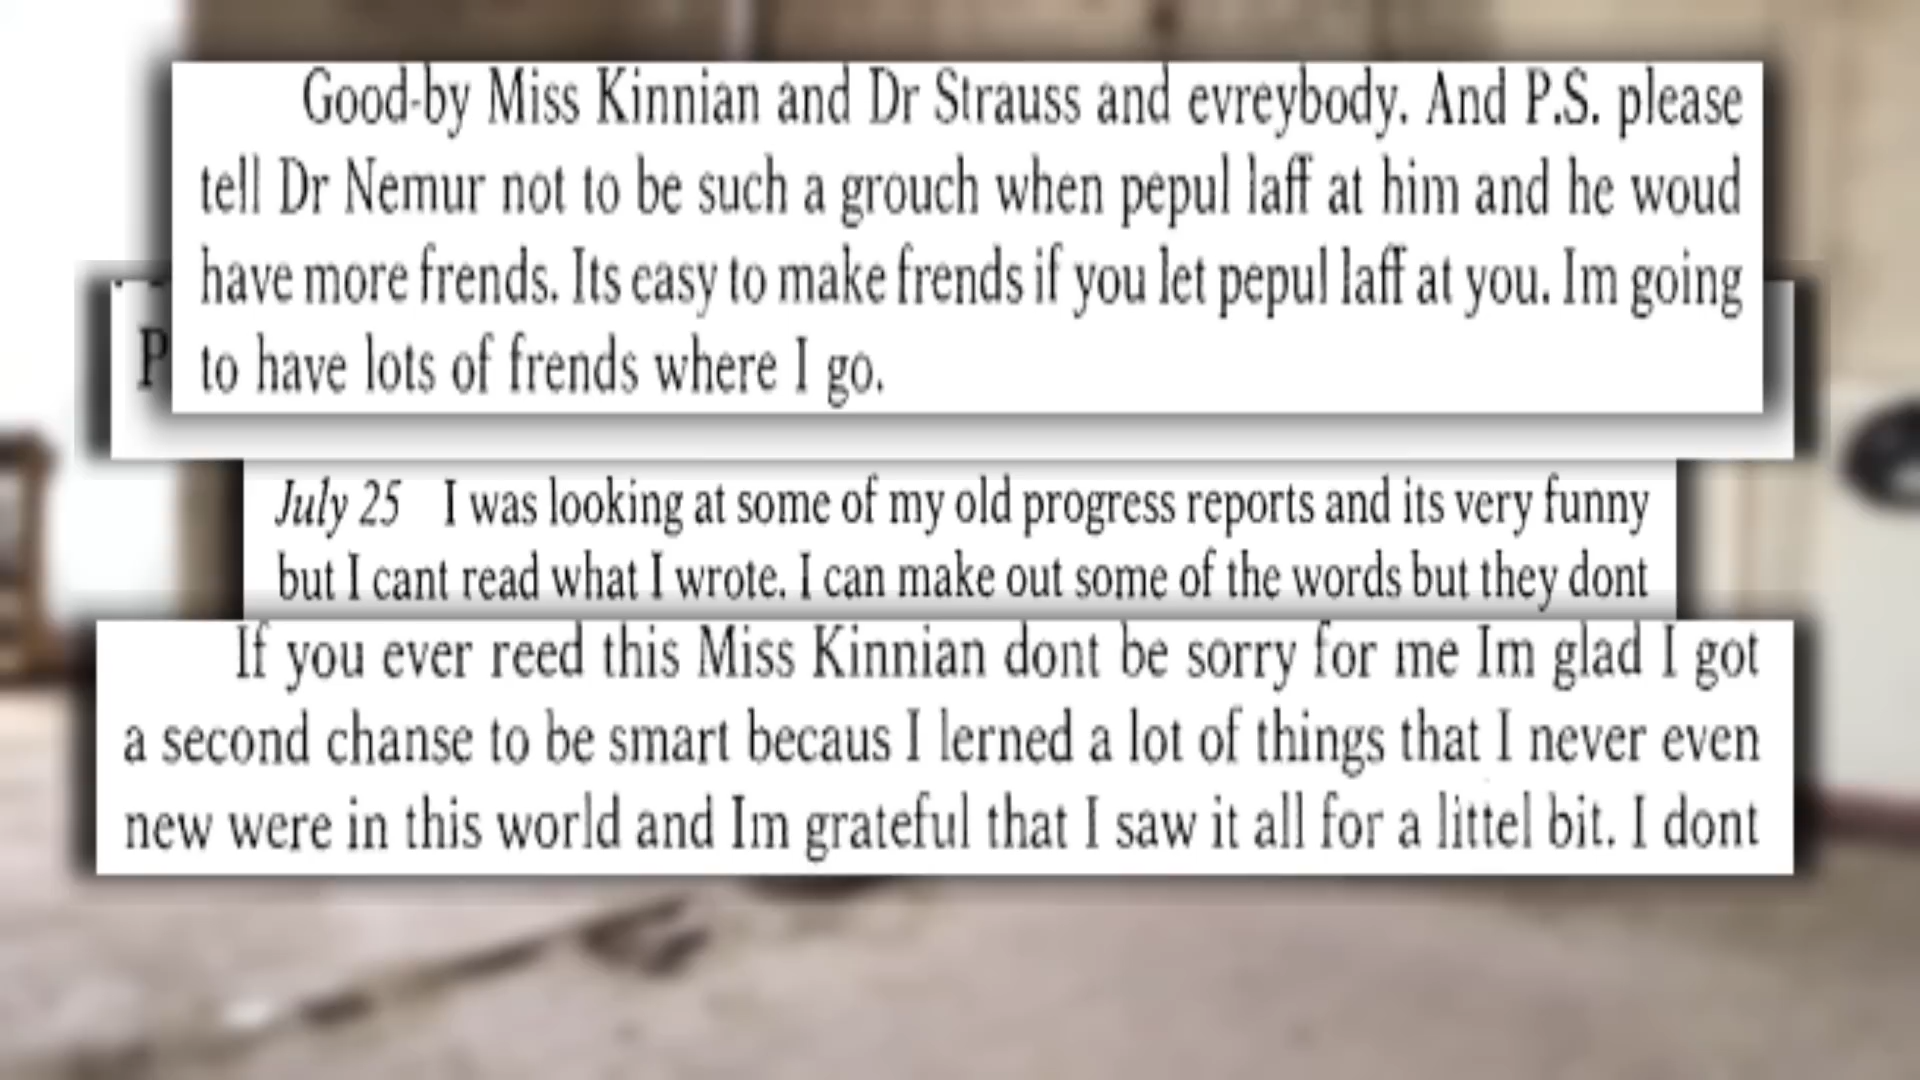 Good-by Miss Kinnian and Dr Strauss and evreybody. And P.S. please
tell Dr Nemur not to be such a grouch when pepul laff at him and he woud
have more frends. Its easy to make frends if you let pepul laff at you. Im going
to have lots of frends where I go.
P
July 25 I was looking at some of my old progress reports and its very funny
but I cant read what I wrote. I can make out some of the words but they dont
If you ever reed this Miss Kinnian dont be sorry for me Im glad I got
a second chanse to be smart becaus I lerned a lot of things that I never even
new were in this world and Im grateful that I saw it all for a littel bit. I dont